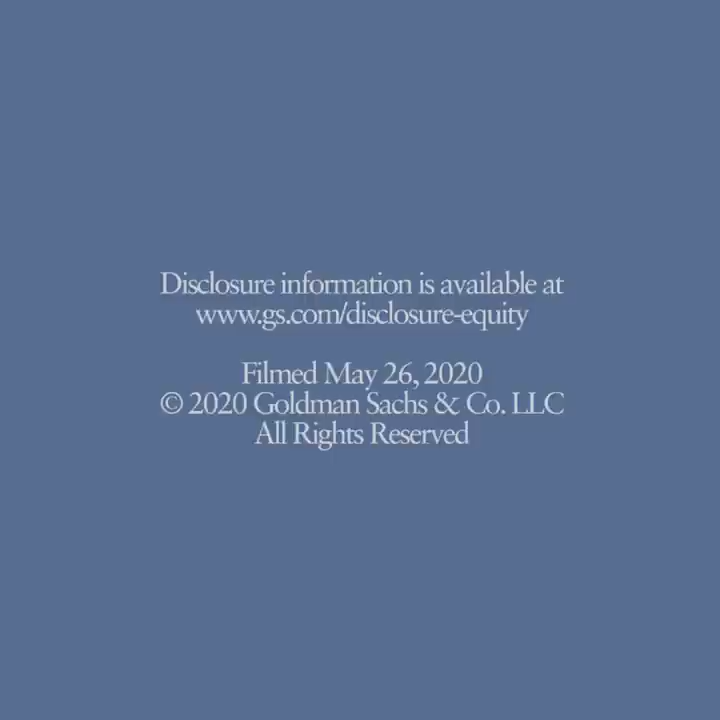 Disclosure information is available at
www.gs.com/disclosure-equity
Filmed May 26, 2020
© 2020 Goldman Sachs & Co. LLC
All Rights Reserved